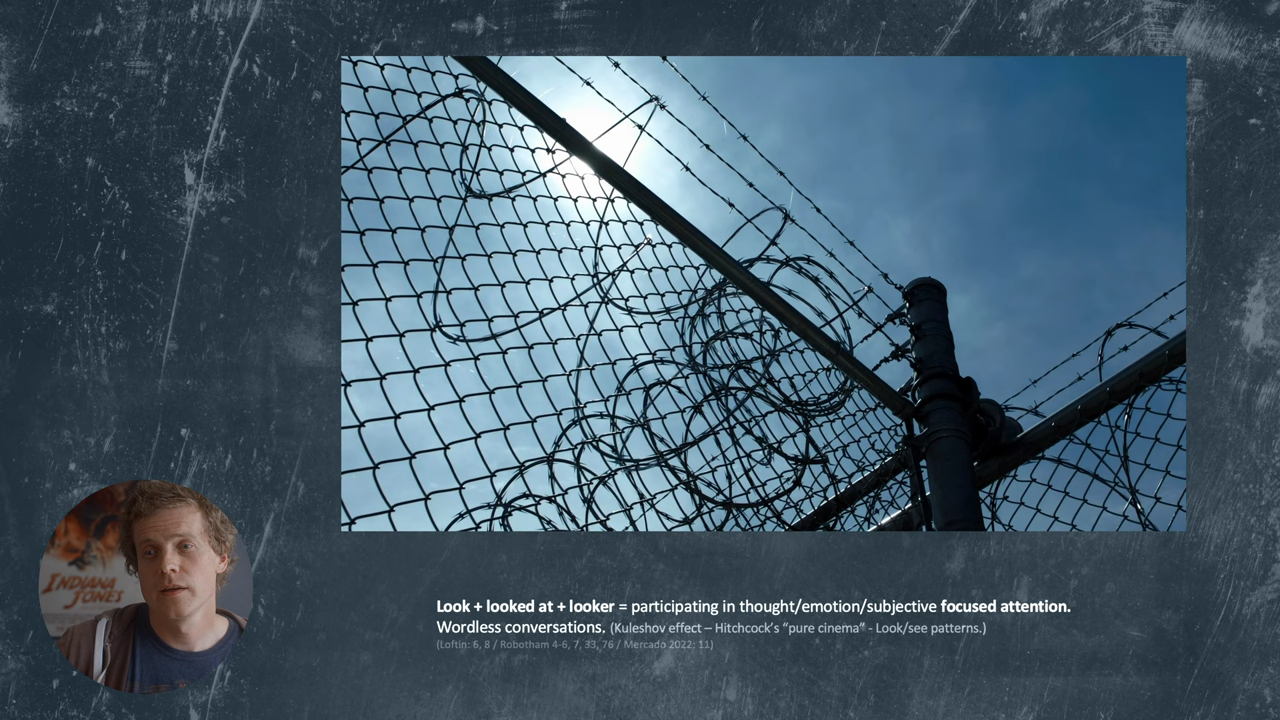 INDIANA
JONES
Look + looked at + looker = participating in thought/emotion/subjective focused attention.
Wordless conversations. (Kuleshov effect – Hitchcock's "pure cinema" - Look/see patterns.)
(Loftin: 6, 8 / Robotham 4-6, 7, 33, 76 / Mercado 2022: 11)